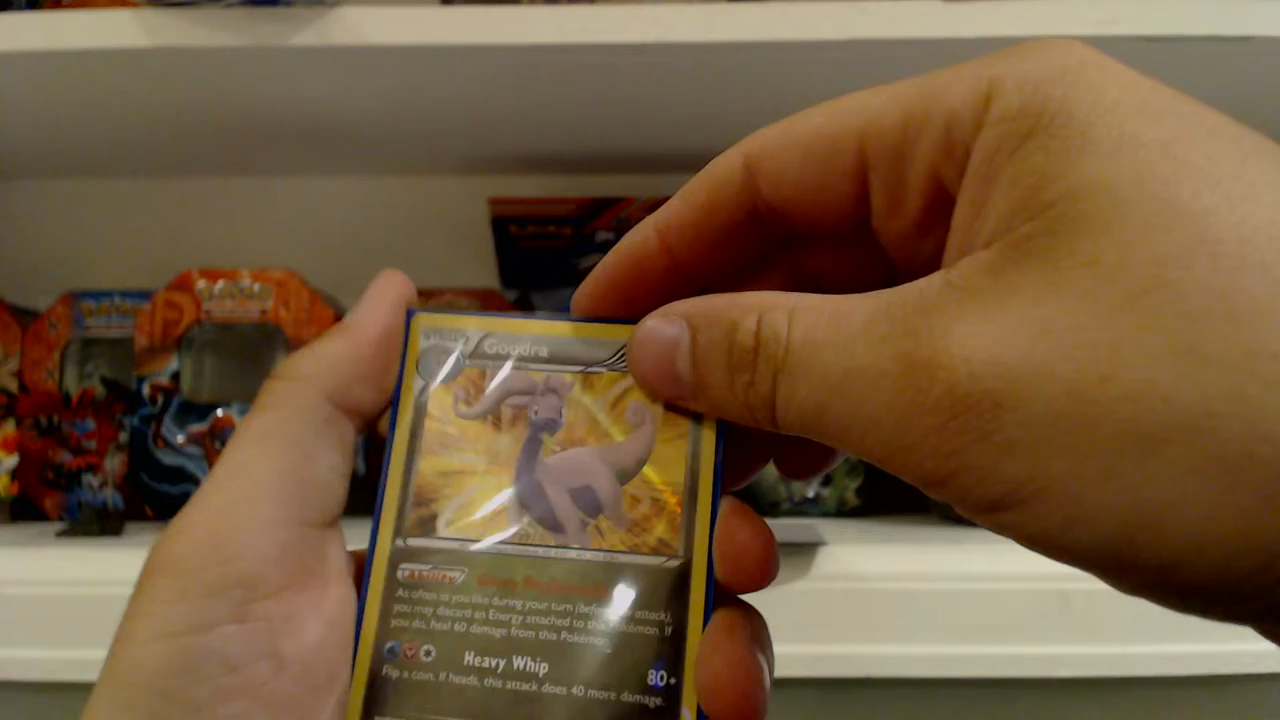 Pokémon
Goodra
Ability
As often as you like during your turn (before attack),
you may discard an Energy attached to this Pokémon. If
you do, heal 60 damage from this Pokémon.
Heavy Whip 80+
Flip a coin. If heads, this attack does 40 more damage.